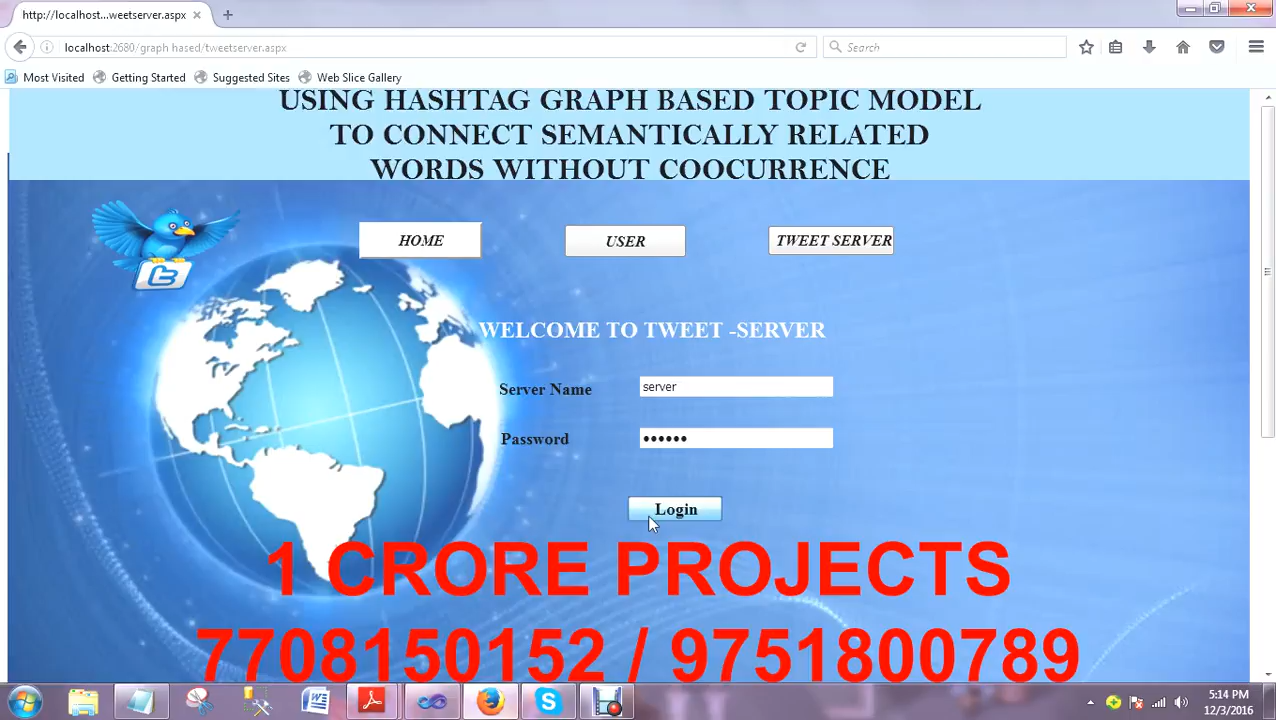 http://localhost...weetserver.aspx
localhost:2680/graph based/tweetserver.aspx
Search
Most Visited
Getting Started
Suggested Sites
Web Slice Gallery
USING HASHTAG GRAPH BASED TOPIC MODEL
TO CONNECT SEMANTICALLY RELATED
WORDS WITHOUT COOCURRENCE
HOME
USER
TWEET SERVER
WELCOME TO TWEET -SERVER
Server Name
server
Password
••••••
Login
1 CRORE PROJECTS
7708150152 / 9751800789
5:14 PM
12/3/2016